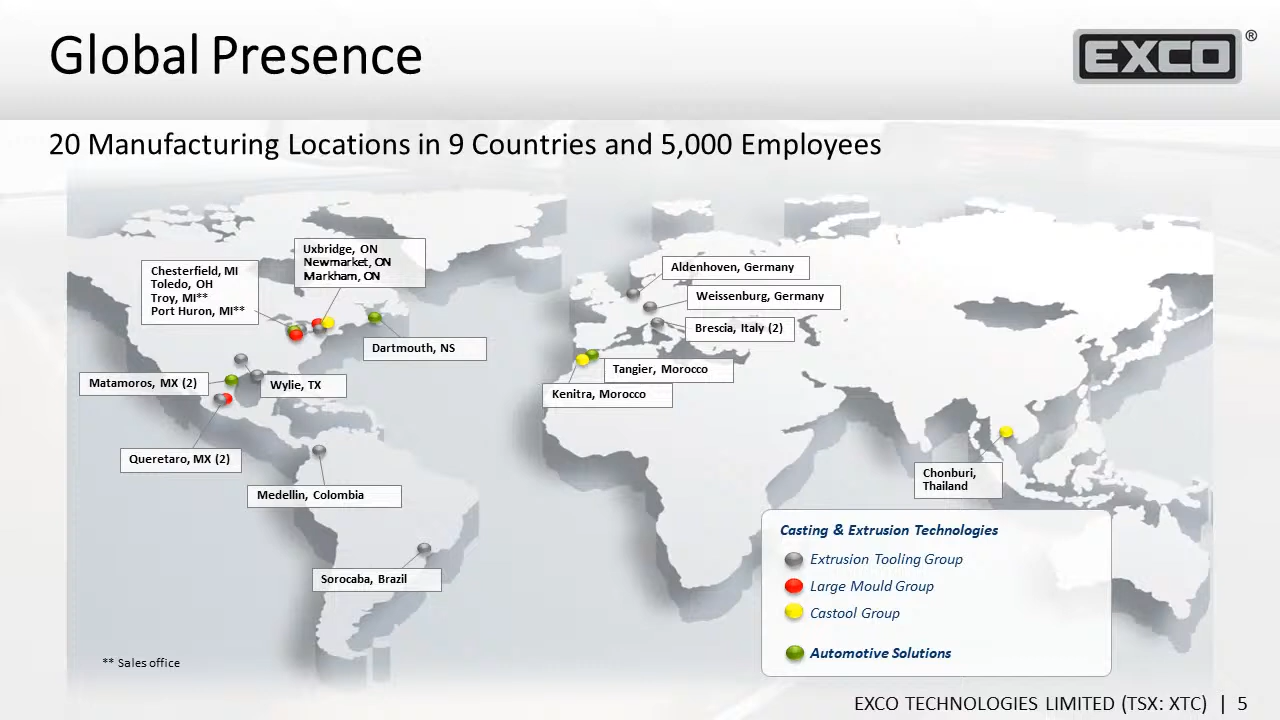 Global Presence
EXCO ®
20 Manufacturing Locations in 9 Countries and 5,000 Employees
Uxbridge, ON
Newmarket, ON
Markham, ON
Chesterfield, MI
Toledo, OH
Troy, MI**
Port Huron, MI**
Aldenhoven, Germany
Weissenburg, Germany
Brescia, Italy (2)
Dartmouth, NS
Tangier, Morocco
Matamoros, MX (2)
Wylie, TX
Kenitra, Morocco
Queretaro, MX (2)
Chonburi,
Thailand
Medellin, Colombia
Sorocaba, Brazil
Casting & Extrusion Technologies
Extrusion Tooling Group
Large Mould Group
Castool Group
Automotive Solutions
** Sales office
EXCO TECHNOLOGIES LIMITED (TSX: XTC) | 5